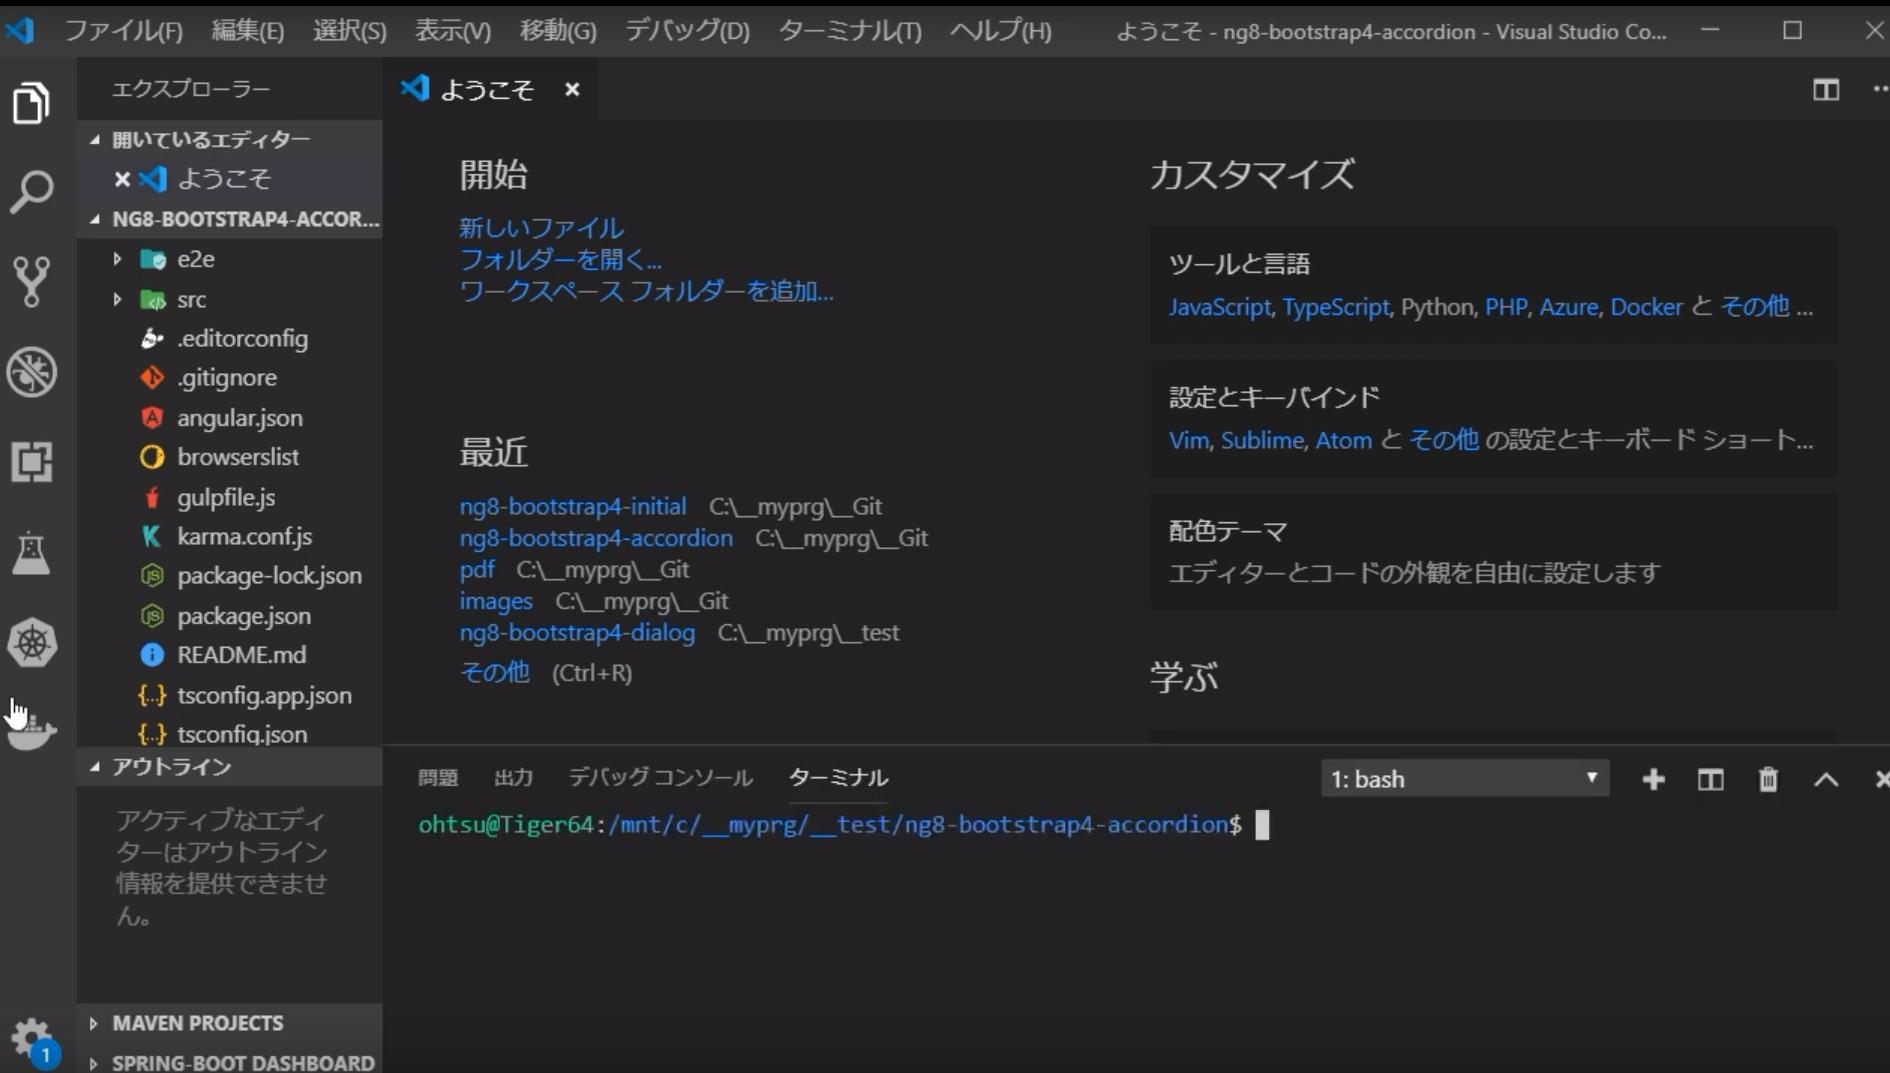 ファイル(F) 編集(E) 選択(S) 表示(V) 移動(G) デバッグ(D) ターミナル(T) ヘルプ(H) ようこそ - ng8-bootstrap4-accordion - Visual Studio Co...
エクスプローラー
開いているエディター
ようこそ
NG8-BOOTSTRAP4-ACCOR...
e2e
src
.editorconfig
.gitignore
angular.json
browserslist
gulpfile.js
karma.conf.js
package-lock.json
package.json
README.md
tsconfig.app.json
tsconfig.json
アウトライン
アクティブなエディ
ターはアウトライン
情報を提供できませ
ん。
MAVEN PROJECTS
SPRING-BOOT DASHBOARD
1
ようこそ
開始
新しいファイル
フォルダーを開く...
ワークスペース フォルダーを追加...
最近
ng8-bootstrap4-initial C:\__myprg\__Git
ng8-bootstrap4-accordion C:\__myprg\__Git
pdf C:\__myprg\__Git
images C:\__myprg\__Git
ng8-bootstrap4-dialog C:\__myprg\__test
その他 (Ctrl+R)
カスタマイズ
ツールと言語
JavaScript, TypeScript, Python, PHP, Azure, Docker と その他 ...
設定とキーバインド
Vim, Sublime, Atom と その他 の設定とキーボード ショート...
配色テーマ
エディターとコードの外観を自由に設定します
学ぶ
問題 出力 デバッグ コンソール ターミナル 1: bash
ohtsu@Tiger64:/mnt/c/__myprg/__test/ng8-bootstrap4-accordion$